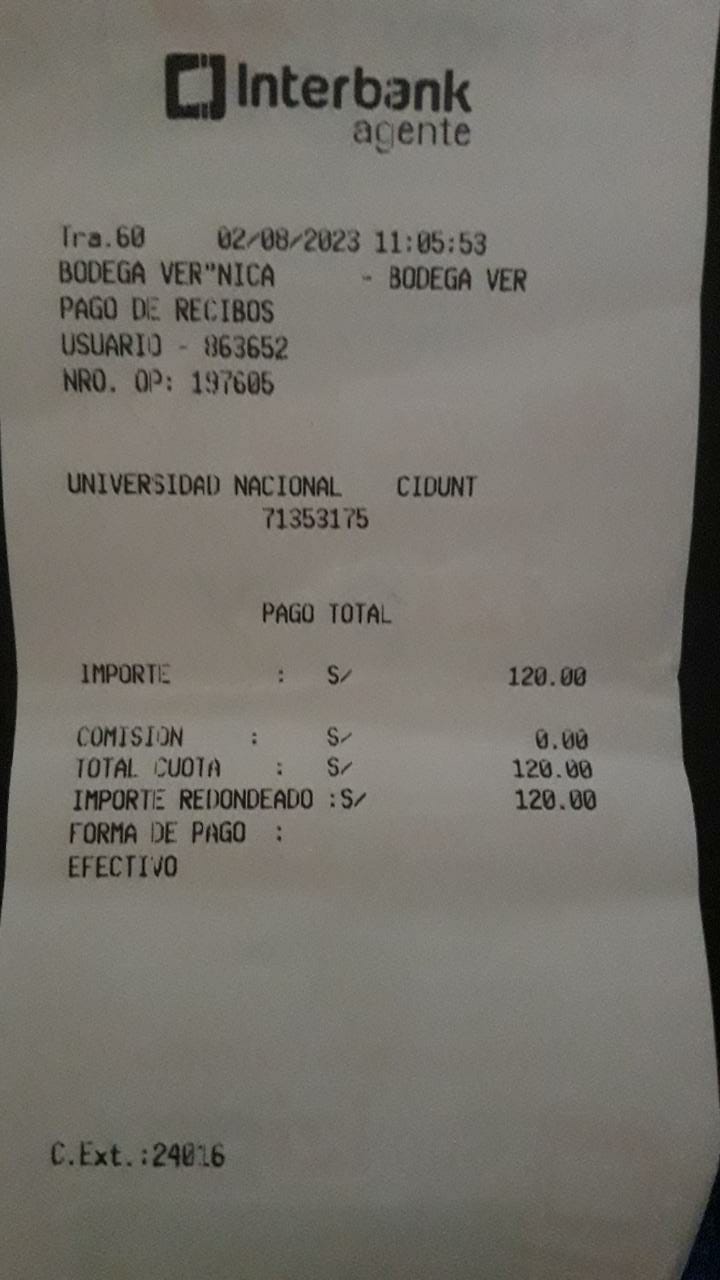 Interbank
agente
Tra.60 02/08/2023 11:05:53
BODEGA VER"NICA - BODEGA VER
PAGO DE RECIBOS
USUARIO - 863652
NRO. OP: 197605
UNIVERSIDAD NACIONAL CIDUNT
71353175
PAGO TOTAL
IMPORTE : S/ 120.00
COMISION : S/ 0.00
TOTAL CUOTA : S/ 120.00
IMPORTE REDONDEADO :S/ 120.00
FORMA DE PAGO :
EFECTIVO
C.Ext.:24016